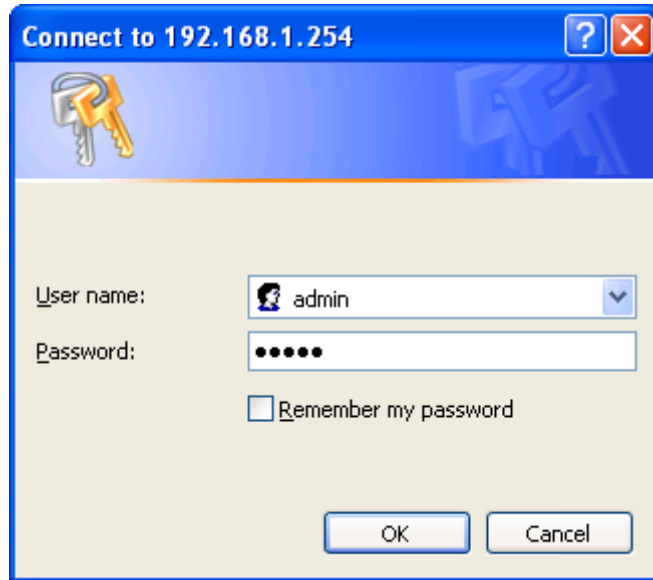 Connect to 192.168.1.254
User name:
admin
Password:
•••••
Remember my password
OK
Cancel